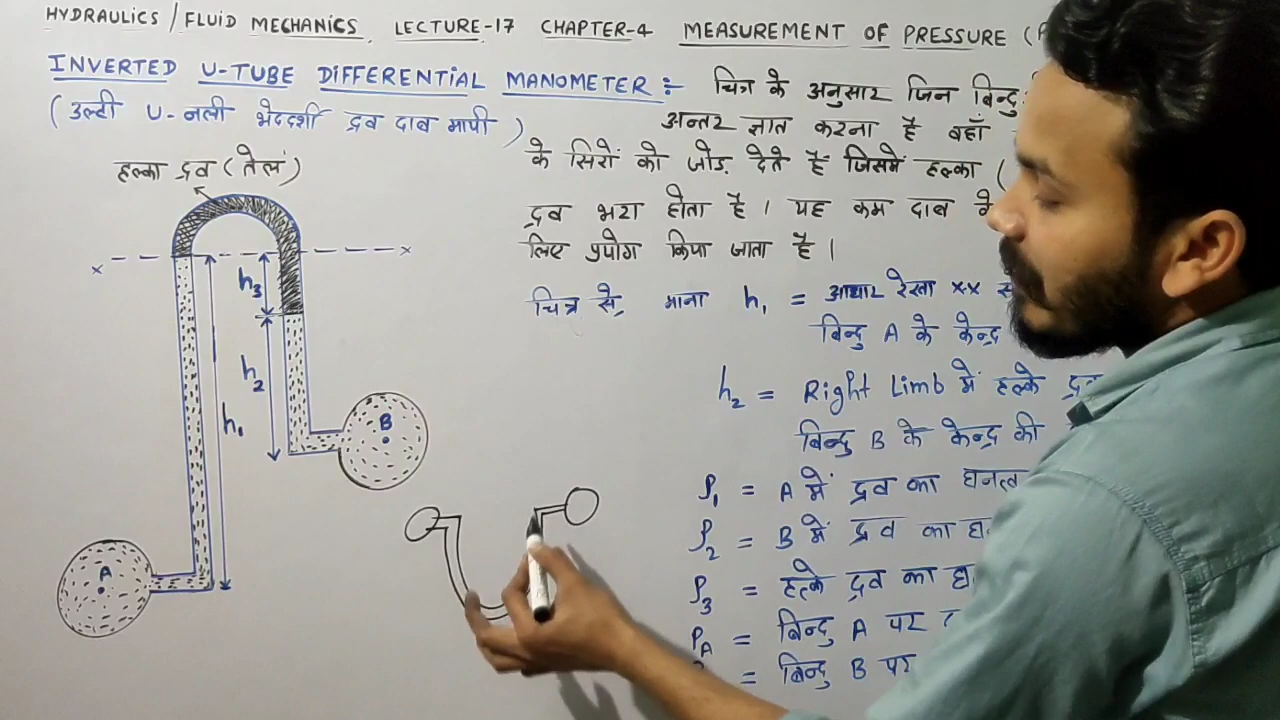 HYDRAULICS / FLUID MECHANICS, LECTURE-17 CHAPTER-4 MEASUREMENT OF PRESSURE (
INVERTED U-TUBE DIFFERENTIAL MANOMETER :- चित्र के अनुसार जिन बिन्दु
(उल्टी U-नली भेददर्शी द्रव दाब मापी) अन्तर ज्ञात करना है वहाँ
के सिरों को जोड़ देते हैं जिसमें हल्का (
हल्का द्रव (तेल)
द्रव भरा होता है । यह कम दाब के
लिए प्रयोग किया जाता है ।
x x
h3
चित्र से, माना h1 = आधार रेखा xx से
बिन्दु A के केन्द्र
h2
h1
h2 = Right Limb में हल्के द्रव
B
बिन्दु B के केन्द्र की
ρ1 = A में द्रव का घनत्व
ρ2 = B में द्रव का घ
A
ρ3 = हल्के द्रव का घ
PA = बिन्दु A पर
= बिन्दु B पर